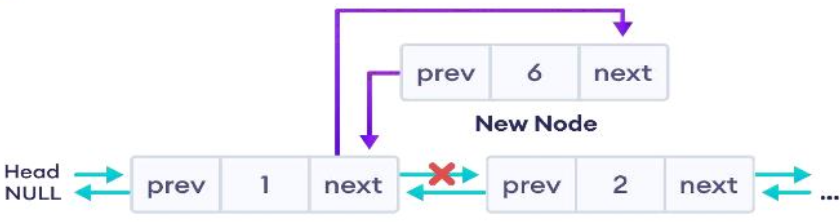 prev 6 next
New Node
Head
NULL
prev 1 next prev 2 next ...